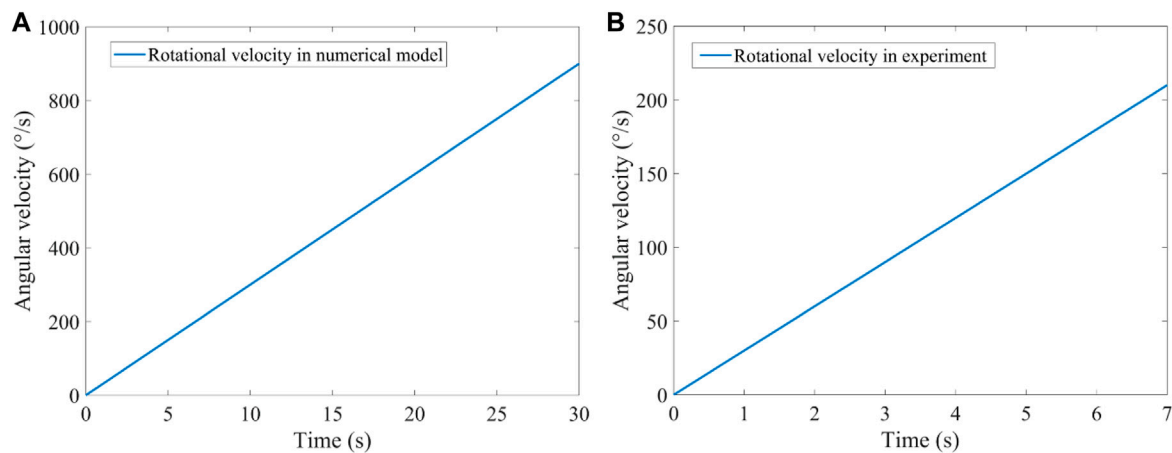 A
Rotational velocity in numerical model
Angular velocity (°/s)
1000
800
600
400
200
0
0 5 10 15 20 25 30
Time (s)
B
Rotational velocity in experiment
Angular velocity (°/s)
250
200
150
100
50
0
0 1 2 3 4 5 6 7
Time (s)